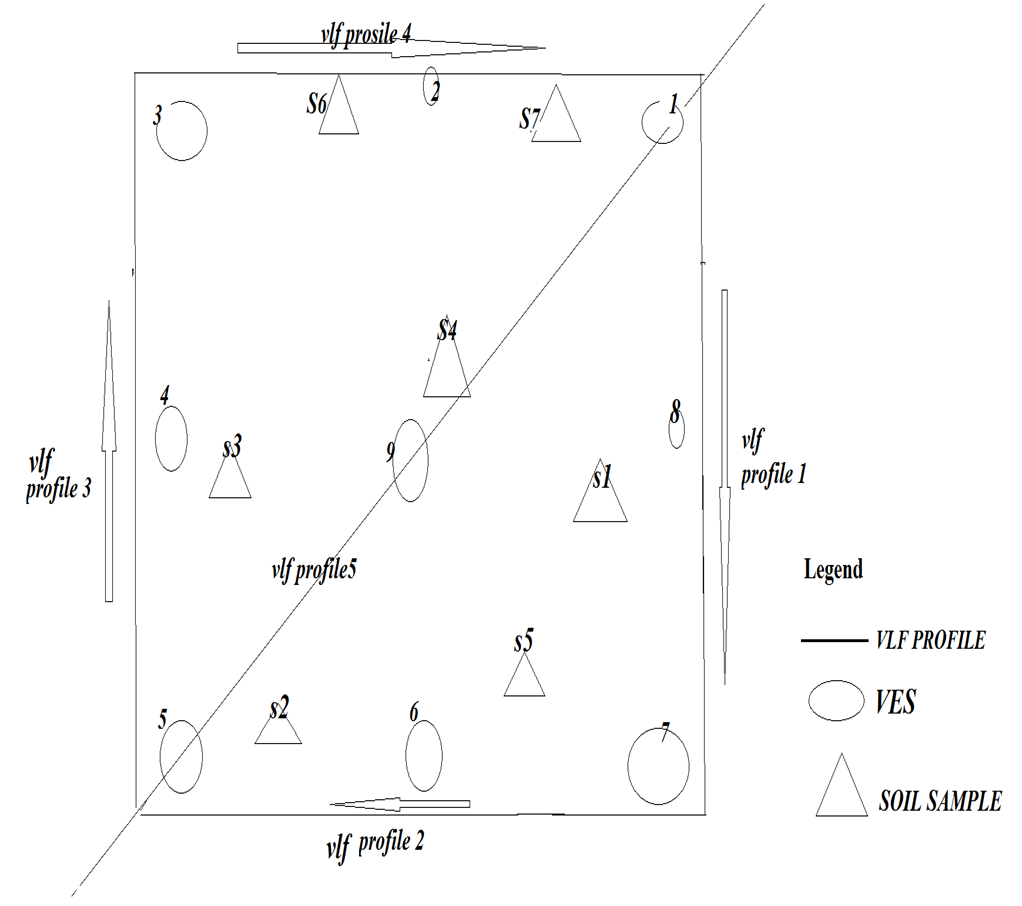 vlf prosile 4
3
S6
2
S7
1
S4
4
8
s3
9
s1
vlf
profile 1
vlf
profile 3
vlf profile5
Legend
s5
VLF PROFILE
5
s2
6
7
VES
SOIL SAMPLE
vlf profile 2